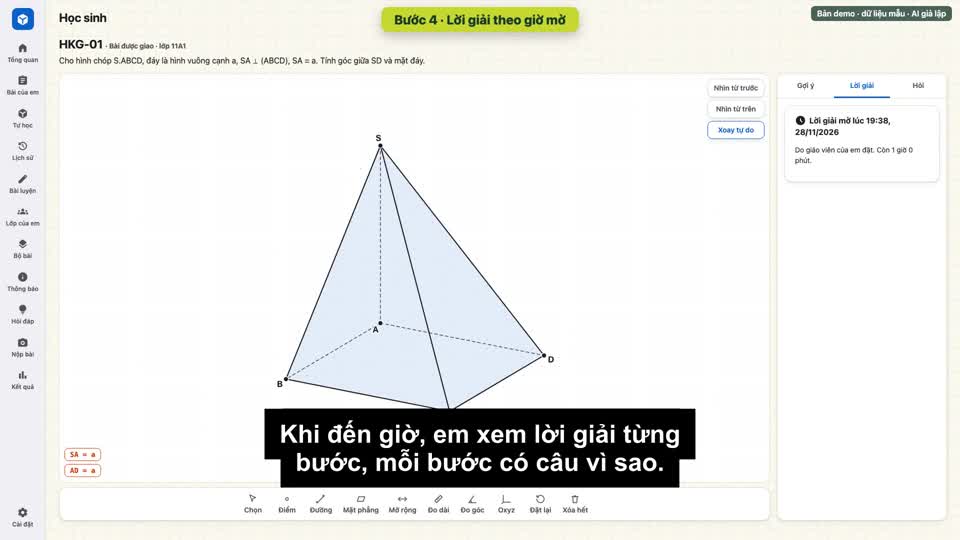 Học sinh
Bước 4 · Lời giải theo giờ mờ
Bản demo · dữ liệu mẫu · AI giả lập
HKG-01 · Bài được giao · lớp 11A1
Cho hình chóp S.ABCD, đáy là hình vuông cạnh a, SA ⊥ (ABCD), SA = a. Tính góc giữa SD và mặt đáy.
Tổng quan
Bài của em
Tự học
Lịch sử
Bài luyện
Lớp của em
Bộ bài
Thông báo
Hỏi đáp
Nộp bài
Kết quả
Cài đặt
Nhìn từ trước
Nhìn từ trên
Xoay tự do
S
A
B
D
SA = a
AD = a
Gợi ý
Lời giải
Hỏi
Lời giải mở lúc 19:38,
28/11/2026
Do giáo viên của em đặt. Còn 1 giờ 0
phút.
Khi đến giờ, em xem lời giải từng
bước, mỗi bước có câu vì sao.
Chọn
Điểm
Đường
Mặt phẳng
Mở rộng
Đo dài
Đo góc
Oxyz
Đặt lại
Xóa hết